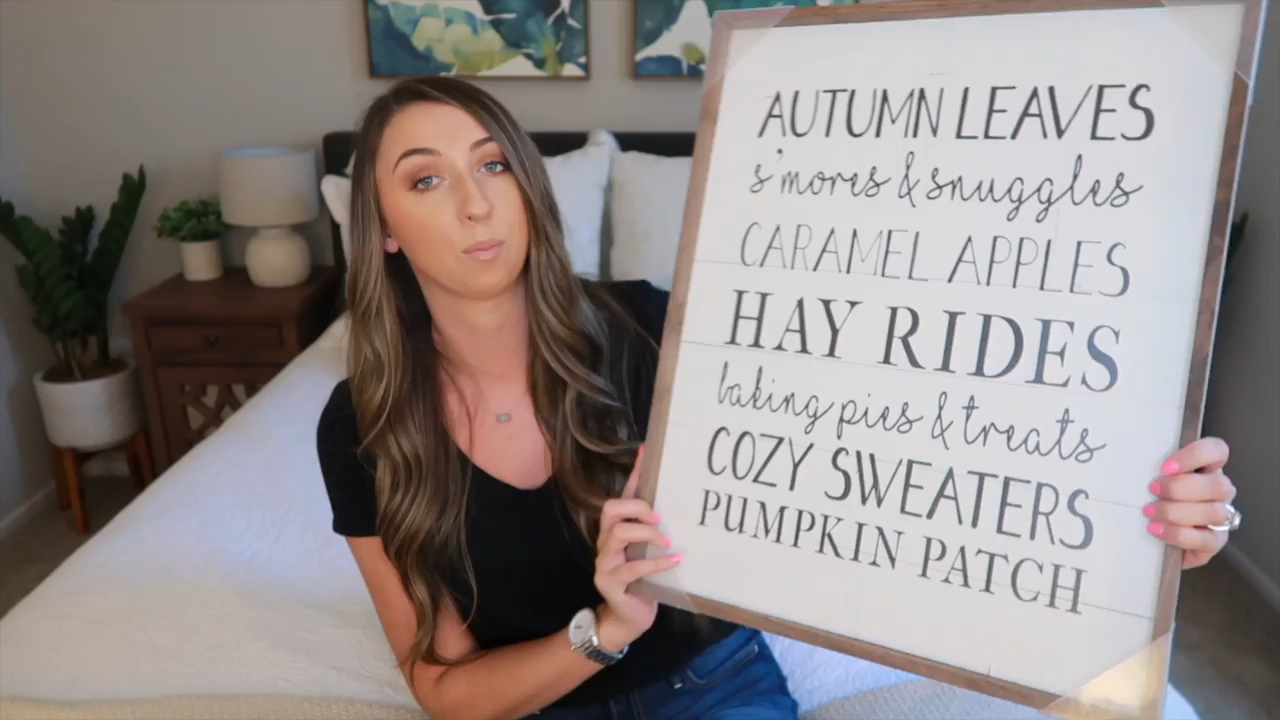 AUTUMN LEAVES
s'mores & snuggles
CARAMEL APPLES
HAY RIDES
baking pies & treats
COZY SWEATERS
PUMPKIN PATCH